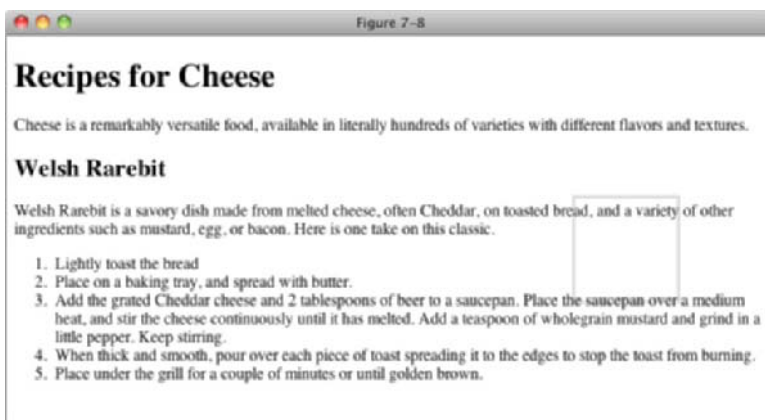 Figure 7-8
Recipes for Cheese
Cheese is a remarkably versatile food, available in literally hundreds of varieties with different flavors and textures.
Welsh Rarebit
Welsh Rarebit is a savory dish made from melted cheese, often Cheddar, on toasted bread, and a variety of other
ingredients such as mustard, egg, or bacon. Here is one take on this classic.
1. Lightly toast the bread
2. Place on a baking tray, and spread with butter.
3. Add the grated Cheddar cheese and 2 tablespoons of beer to a saucepan. Place the saucepan over a medium
heat, and stir the cheese continuously until it has melted. Add a teaspoon of wholegrain mustard and grind in a
little pepper. Keep stirring.
4. When thick and smooth, pour over each piece of toast spreading it to the edges to stop the toast from burning.
5. Place under the grill for a couple of minutes or until golden brown.